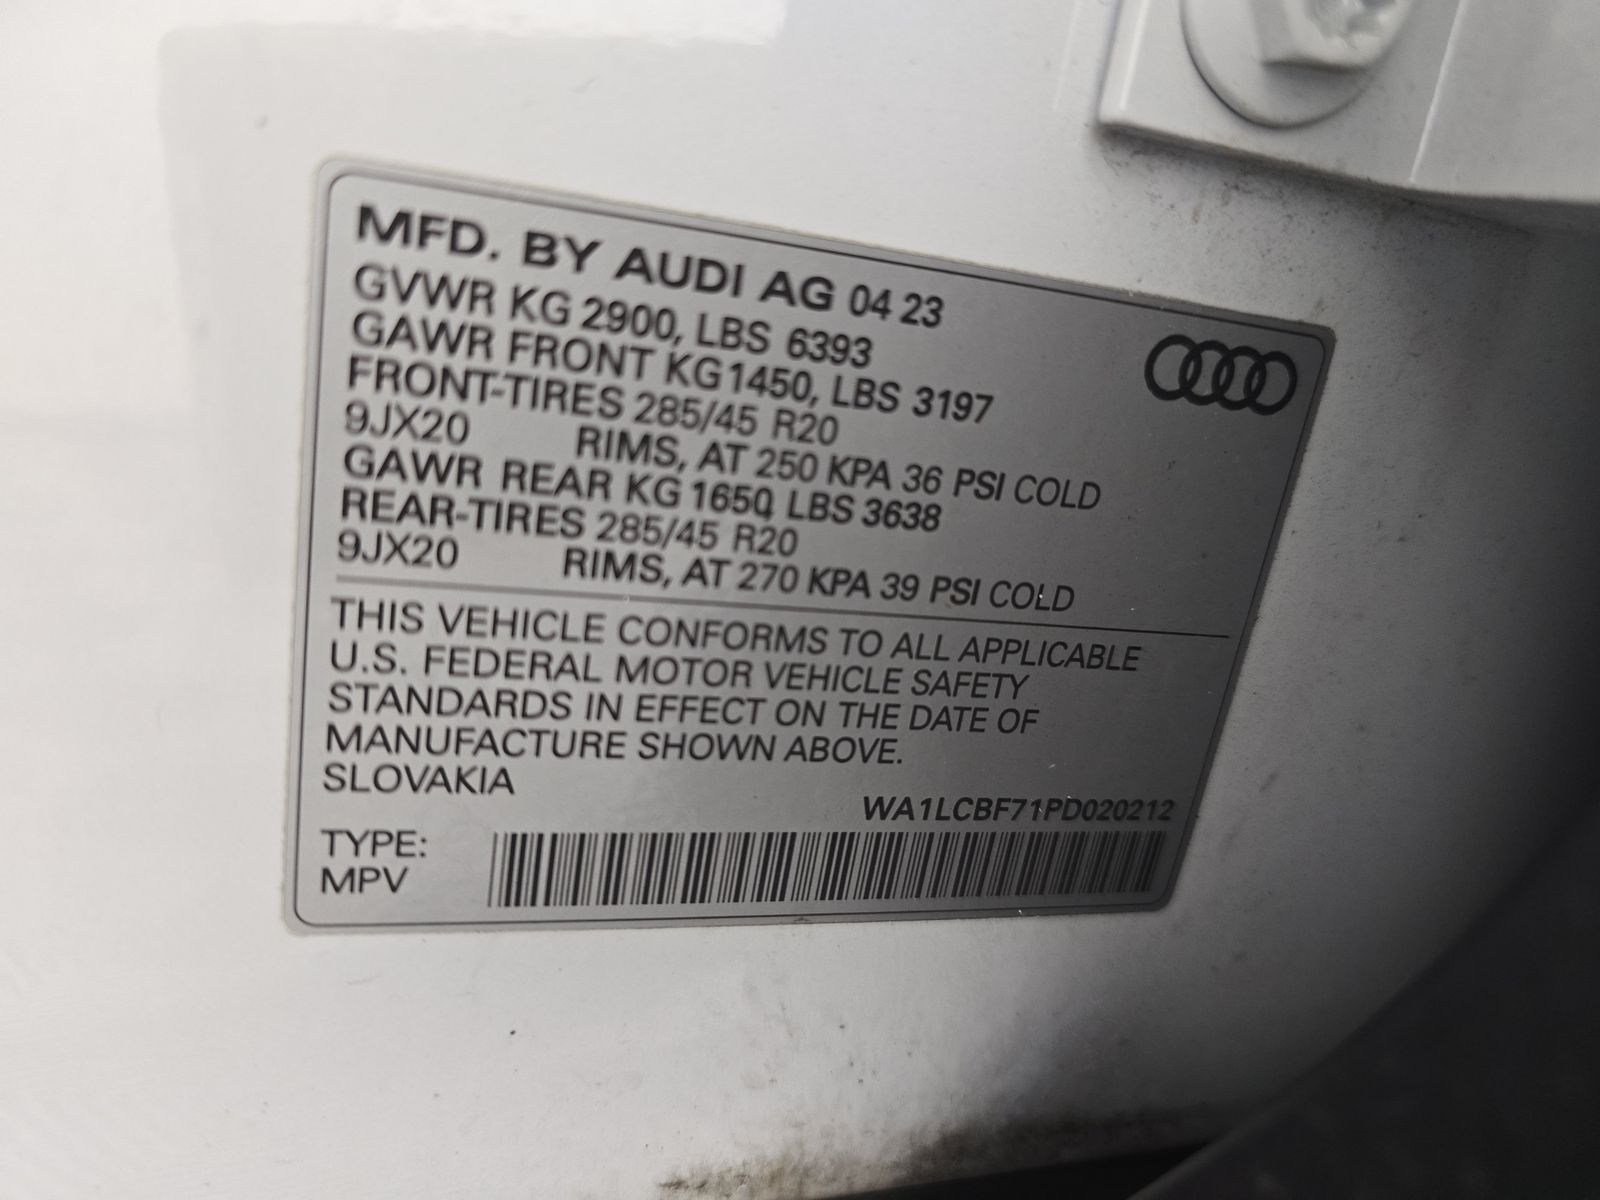 MFD. BY AUDI AG 04 23
GVWR KG 2900, LBS 6393
GAWR FRONT KG 1450, LBS 3197
FRONT-TIRES 285/45 R20
9JX20 RIMS, AT 250 KPA 36 PSI COLD
GAWR REAR KG 1650, LBS 3638
REAR-TIRES 285/45 R20
9JX20 RIMS, AT 270 KPA 39 PSI COLD
THIS VEHICLE CONFORMS TO ALL APPLICABLE
U.S. FEDERAL MOTOR VEHICLE SAFETY
STANDARDS IN EFFECT ON THE DATE OF
MANUFACTURE SHOWN ABOVE.
SLOVAKIA
WA1LCBF71PD020212
TYPE:
MPV